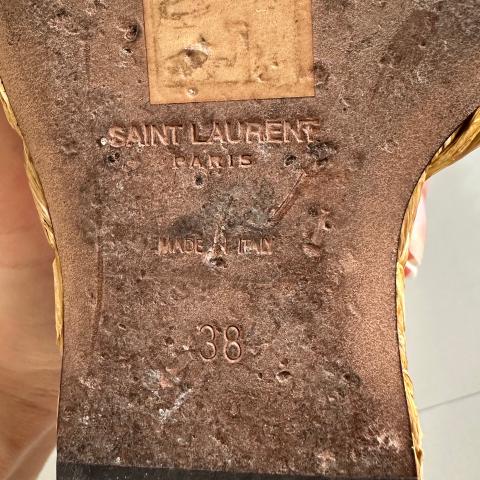 SAINT LAURENT
PARIS
MADE IN ITALY
38